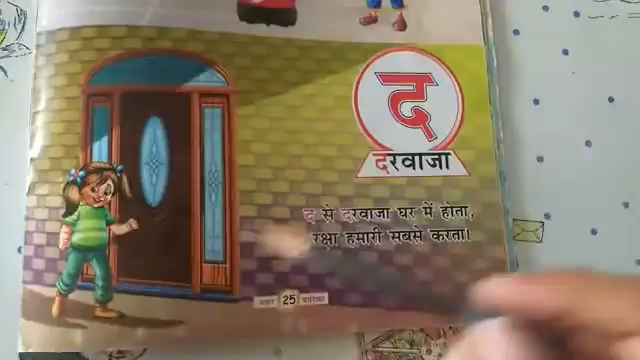 द
दरवाजा
द से दरवाजा घर में होता,
रक्षा हमारी सबसे करता।
25